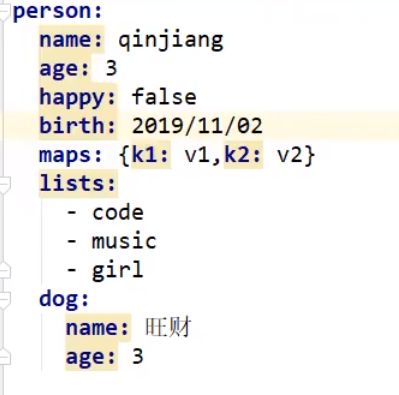 person:
  name: qinjiang
  age: 3
  happy: false
  birth: 2019/11/02
  maps: {k1: v1,k2: v2}
  lists:
    - code
    - music
    - girl
  dog:
    name: 旺财
    age: 3